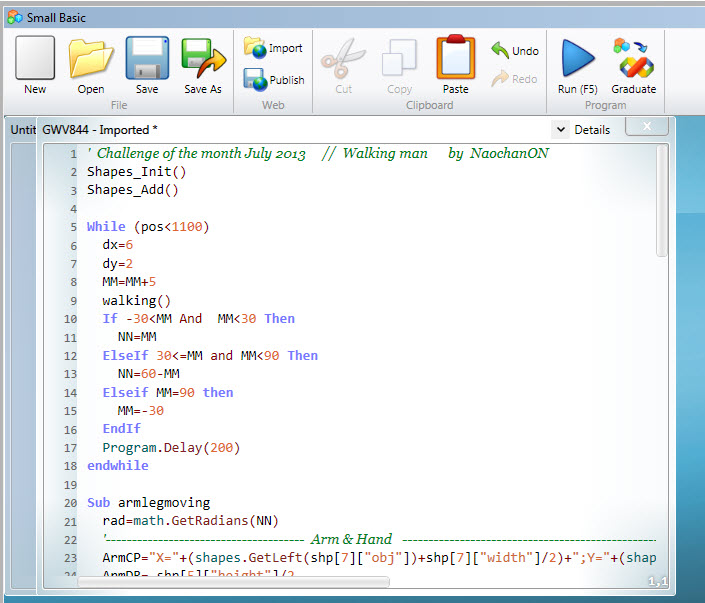 Small Basic
New Open Save Save As Import Publish Cut Copy Paste Undo Redo Run (F5) Graduate
File Web Clipboard Program
Untit GWV844 - Imported * Details x
1 ' Challenge of the month July 2013 // Walking man by NaochanON
2 Shapes_Init()
3 Shapes_Add()
4
5 While (pos<1100)
6 dx=6
7 dy=2
8 MM=MM+5
9 walking()
10 If -30<MM And MM<30 Then
11 NN=MM
12 ElseIf 30<=MM and MM<90 Then
13 NN=60-MM
14 Elseif MM=90 then
15 MM=-30
16 EndIf
17 Program.Delay(200)
18 endwhile
19
20 Sub armlegmoving
21 rad=math.GetRadians(NN)
22 '------------------------------------ Arm & Hand ----------------------------------------------
23 ArmCP="X="+(shapes.GetLeft(shp[7]["obj"])+shp[7]["width"]/2)+";Y="+(shap
24 ArmDR= shp[5]["height"]/2
1,1